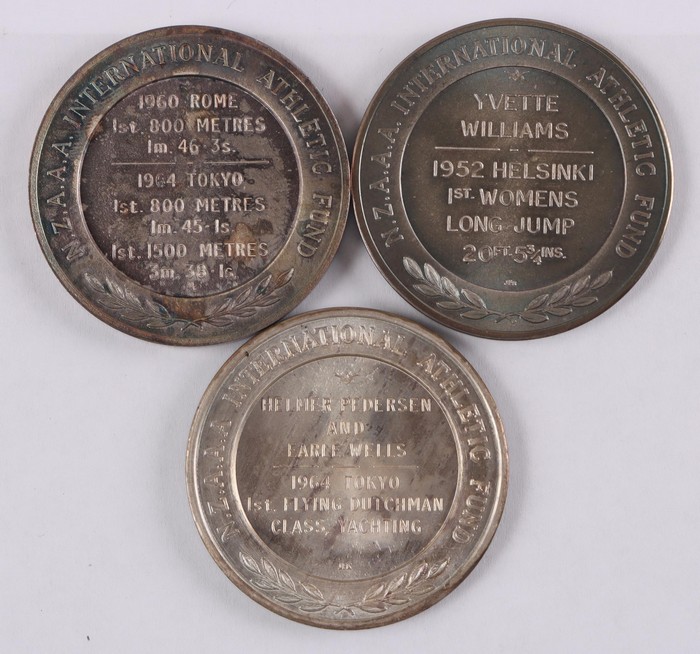 N.Z.A.A.A. INTERNATIONAL ATHLETIC FUND
1960 ROME
1st. 800 METRES
1m. 46·3s.
1964 TOKYO
1st. 800 METRES
1m. 45·1s
1st. 1500 METRES
3m. 38·1s.
N.Z.A.A.A. INTERNATIONAL ATHLETIC FUND
YVETTE
WILLIAMS
1952 HELSINKI
1ST. WOMENS
LONG JUMP
20FT. 5¾INS.
N.Z.A.A.A. INTERNATIONAL ATHLETIC FUND
HELMER PEDERSEN
AND
EARLE WELLS
1964 TOKYO
1st. FLYING DUTCHMAN
CLASS YACHTING